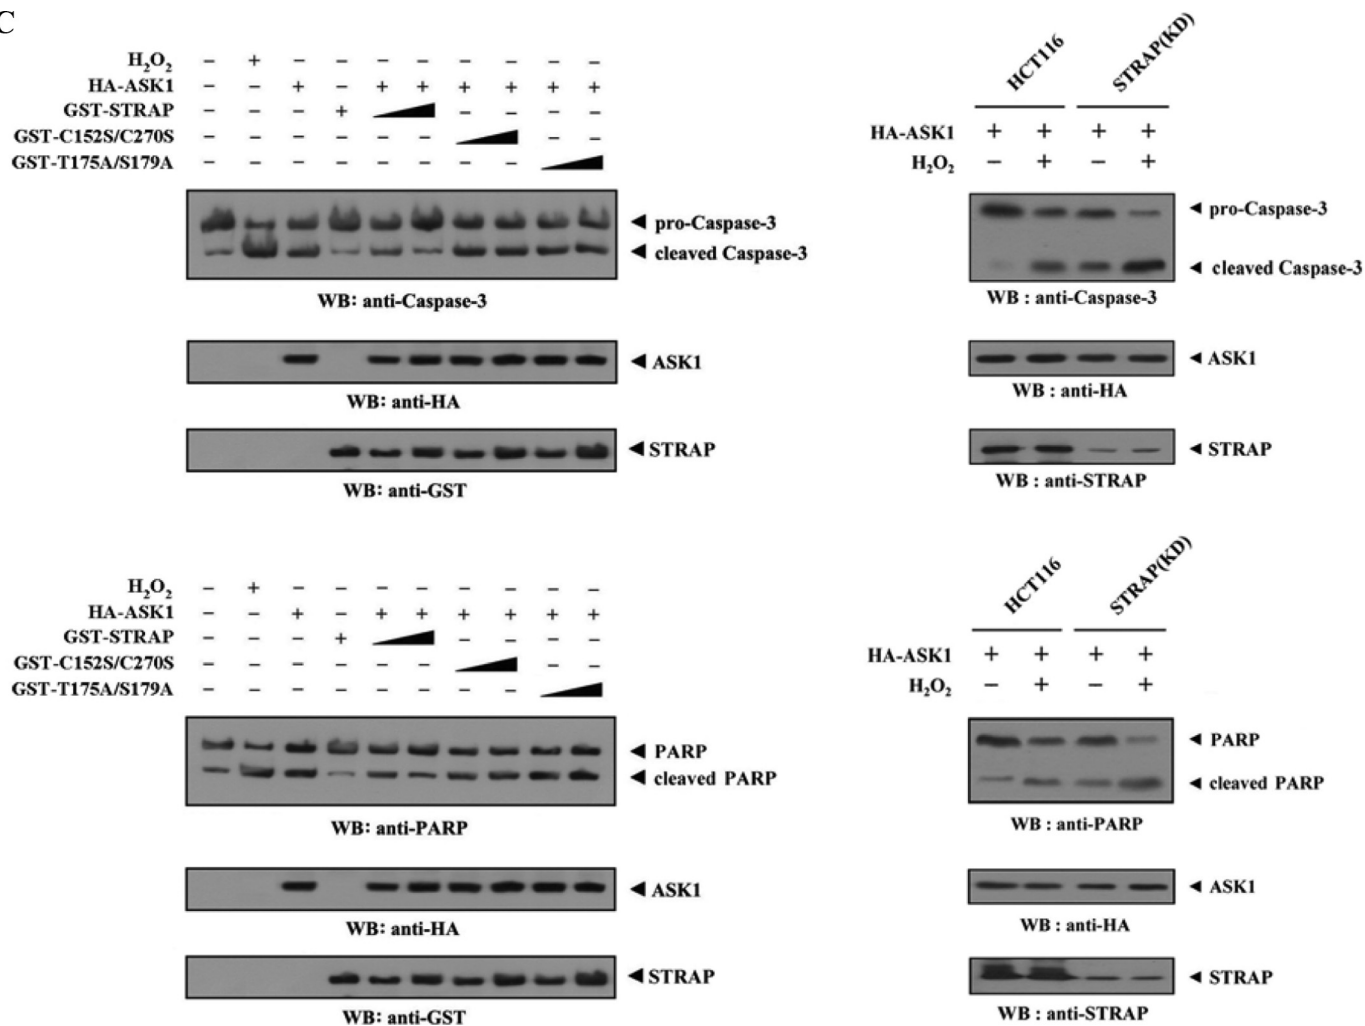 C
H₂O₂ – + – – – – – – – –
HA-ASK1 – – + – + + + + + +
GST-STRAP – – – + – – – –
GST-C152S/C270S – – – – – – – –
GST-T175A/S179A – – – – – – – –
pro-Caspase-3
cleaved Caspase-3
WB: anti-Caspase-3
ASK1
WB: anti-HA
STRAP
WB: anti-GST
HCT116 STRAP(KD)
HA-ASK1 + + + +
H₂O₂ – + – +
pro-Caspase-3
cleaved Caspase-3
WB : anti-Caspase-3
ASK1
WB : anti-HA
STRAP
WB : anti-STRAP
H₂O₂ – + – – – – – – – –
HA-ASK1 – – + – + + + + + +
GST-STRAP – – – + – – – –
GST-C152S/C270S – – – – – – – –
GST-T175A/S179A – – – – – – – –
PARP
cleaved PARP
WB: anti-PARP
ASK1
WB: anti-HA
STRAP
WB: anti-GST
HCT116 STRAP(KD)
HA-ASK1 + + + +
H₂O₂ – + – +
PARP
cleaved PARP
WB : anti-PARP
ASK1
WB : anti-HA
STRAP
WB : anti-STRAP